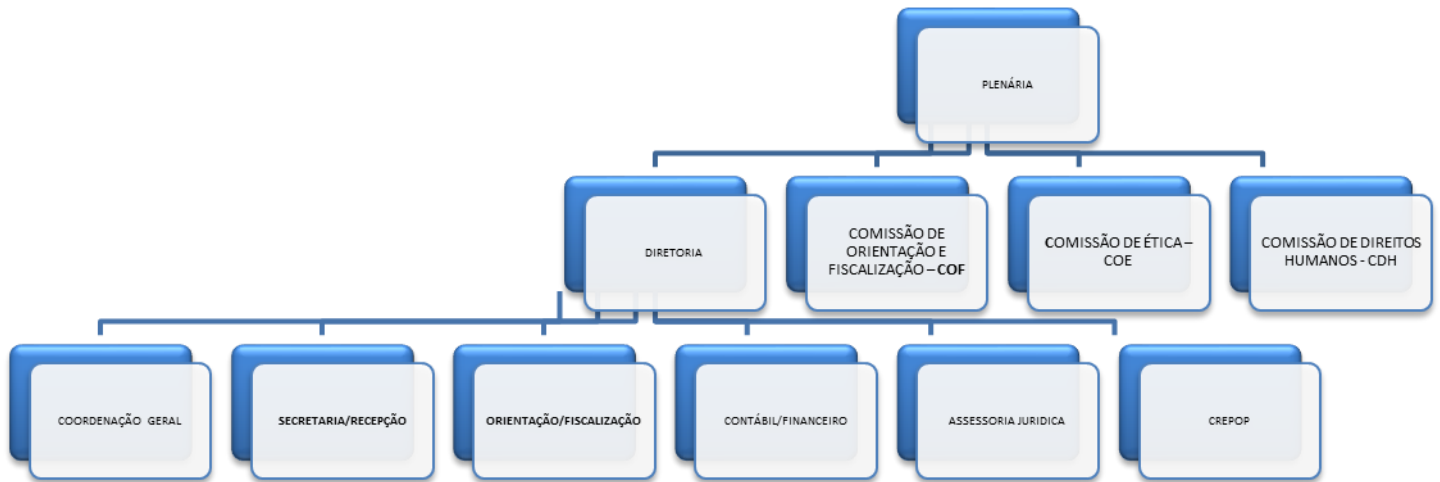 PLENÁRIA
DIRETORIA
COMISSÃO DE
ORIENTAÇÃO E
FISCALIZAÇÃO – COF
COMISSÃO DE ÉTICA –
COE
COMISSÃO DE DIREITOS
HUMANOS - CDH
COORDENAÇÃO GERAL
SECRETARIA/RECEPÇÃO
ORIENTAÇÃO/FISCALIZAÇÃO
CONTÁBIL/FINANCEIRO
ASSESSORIA JURIDICA
CREPOP